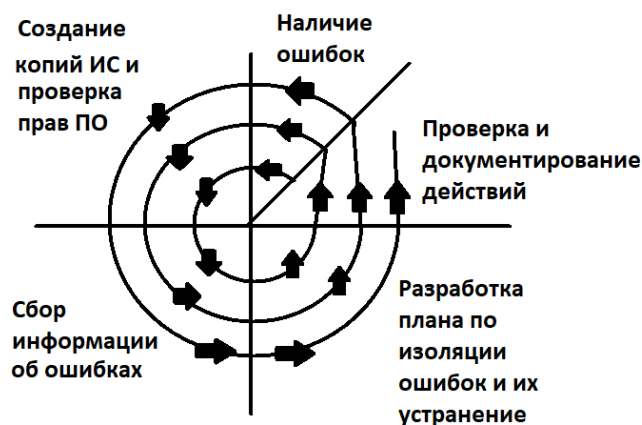 Создание
копий ИС и
проверка
прав ПО
Наличие
ошибок
Проверка и
документирование
действий
Сбор
информации
об ошибках
Разработка
плана по
изоляции
ошибок и их
устранение